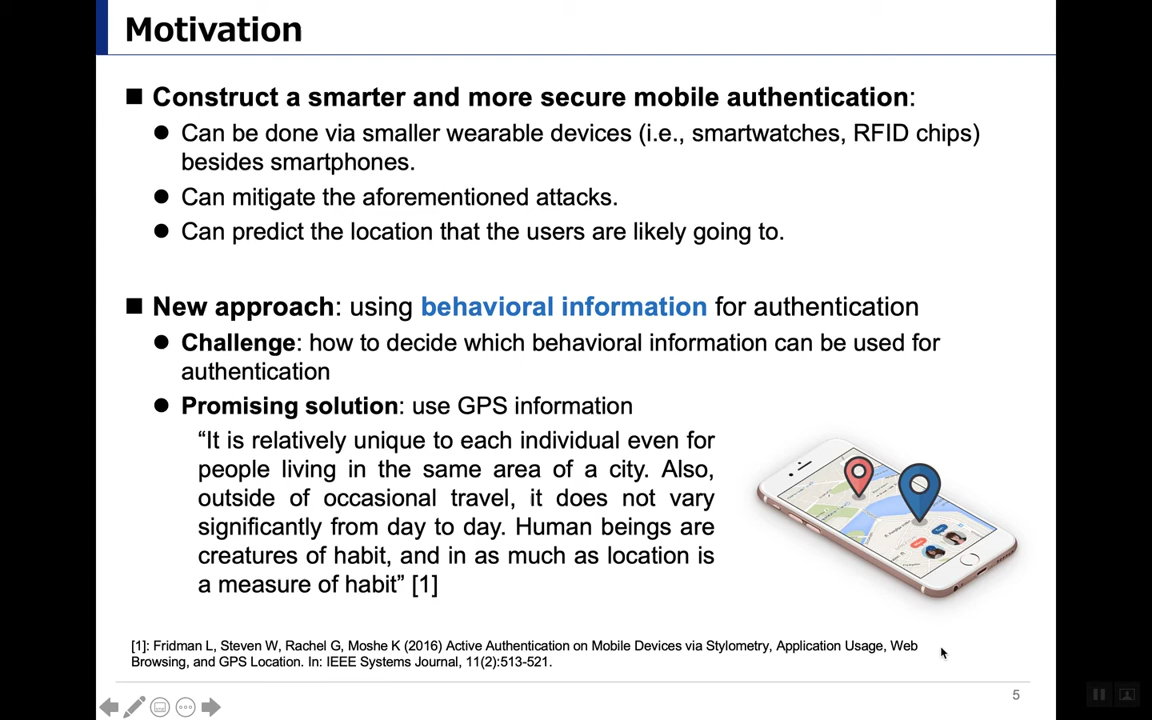 Motivation
Construct a smarter and more secure mobile authentication:
Can be done via smaller wearable devices (i.e., smartwatches, RFID chips)
besides smartphones.
Can mitigate the aforementioned attacks.
Can predict the location that the users are likely going to.
New approach: using behavioral information for authentication
Challenge: how to decide which behavioral information can be used for
authentication
Promising solution: use GPS information
“It is relatively unique to each individual even for
people living in the same area of a city. Also,
outside of occasional travel, it does not vary
significantly from day to day. Human beings are
creatures of habit, and in as much as location is
a measure of habit” [1]
[1]: Fridman L, Steven W, Rachel G, Moshe K (2016) Active Authentication on Mobile Devices via Stylometry, Application Usage, Web
Browsing, and GPS Location. In: IEEE Systems Journal, 11(2):513-521.
5